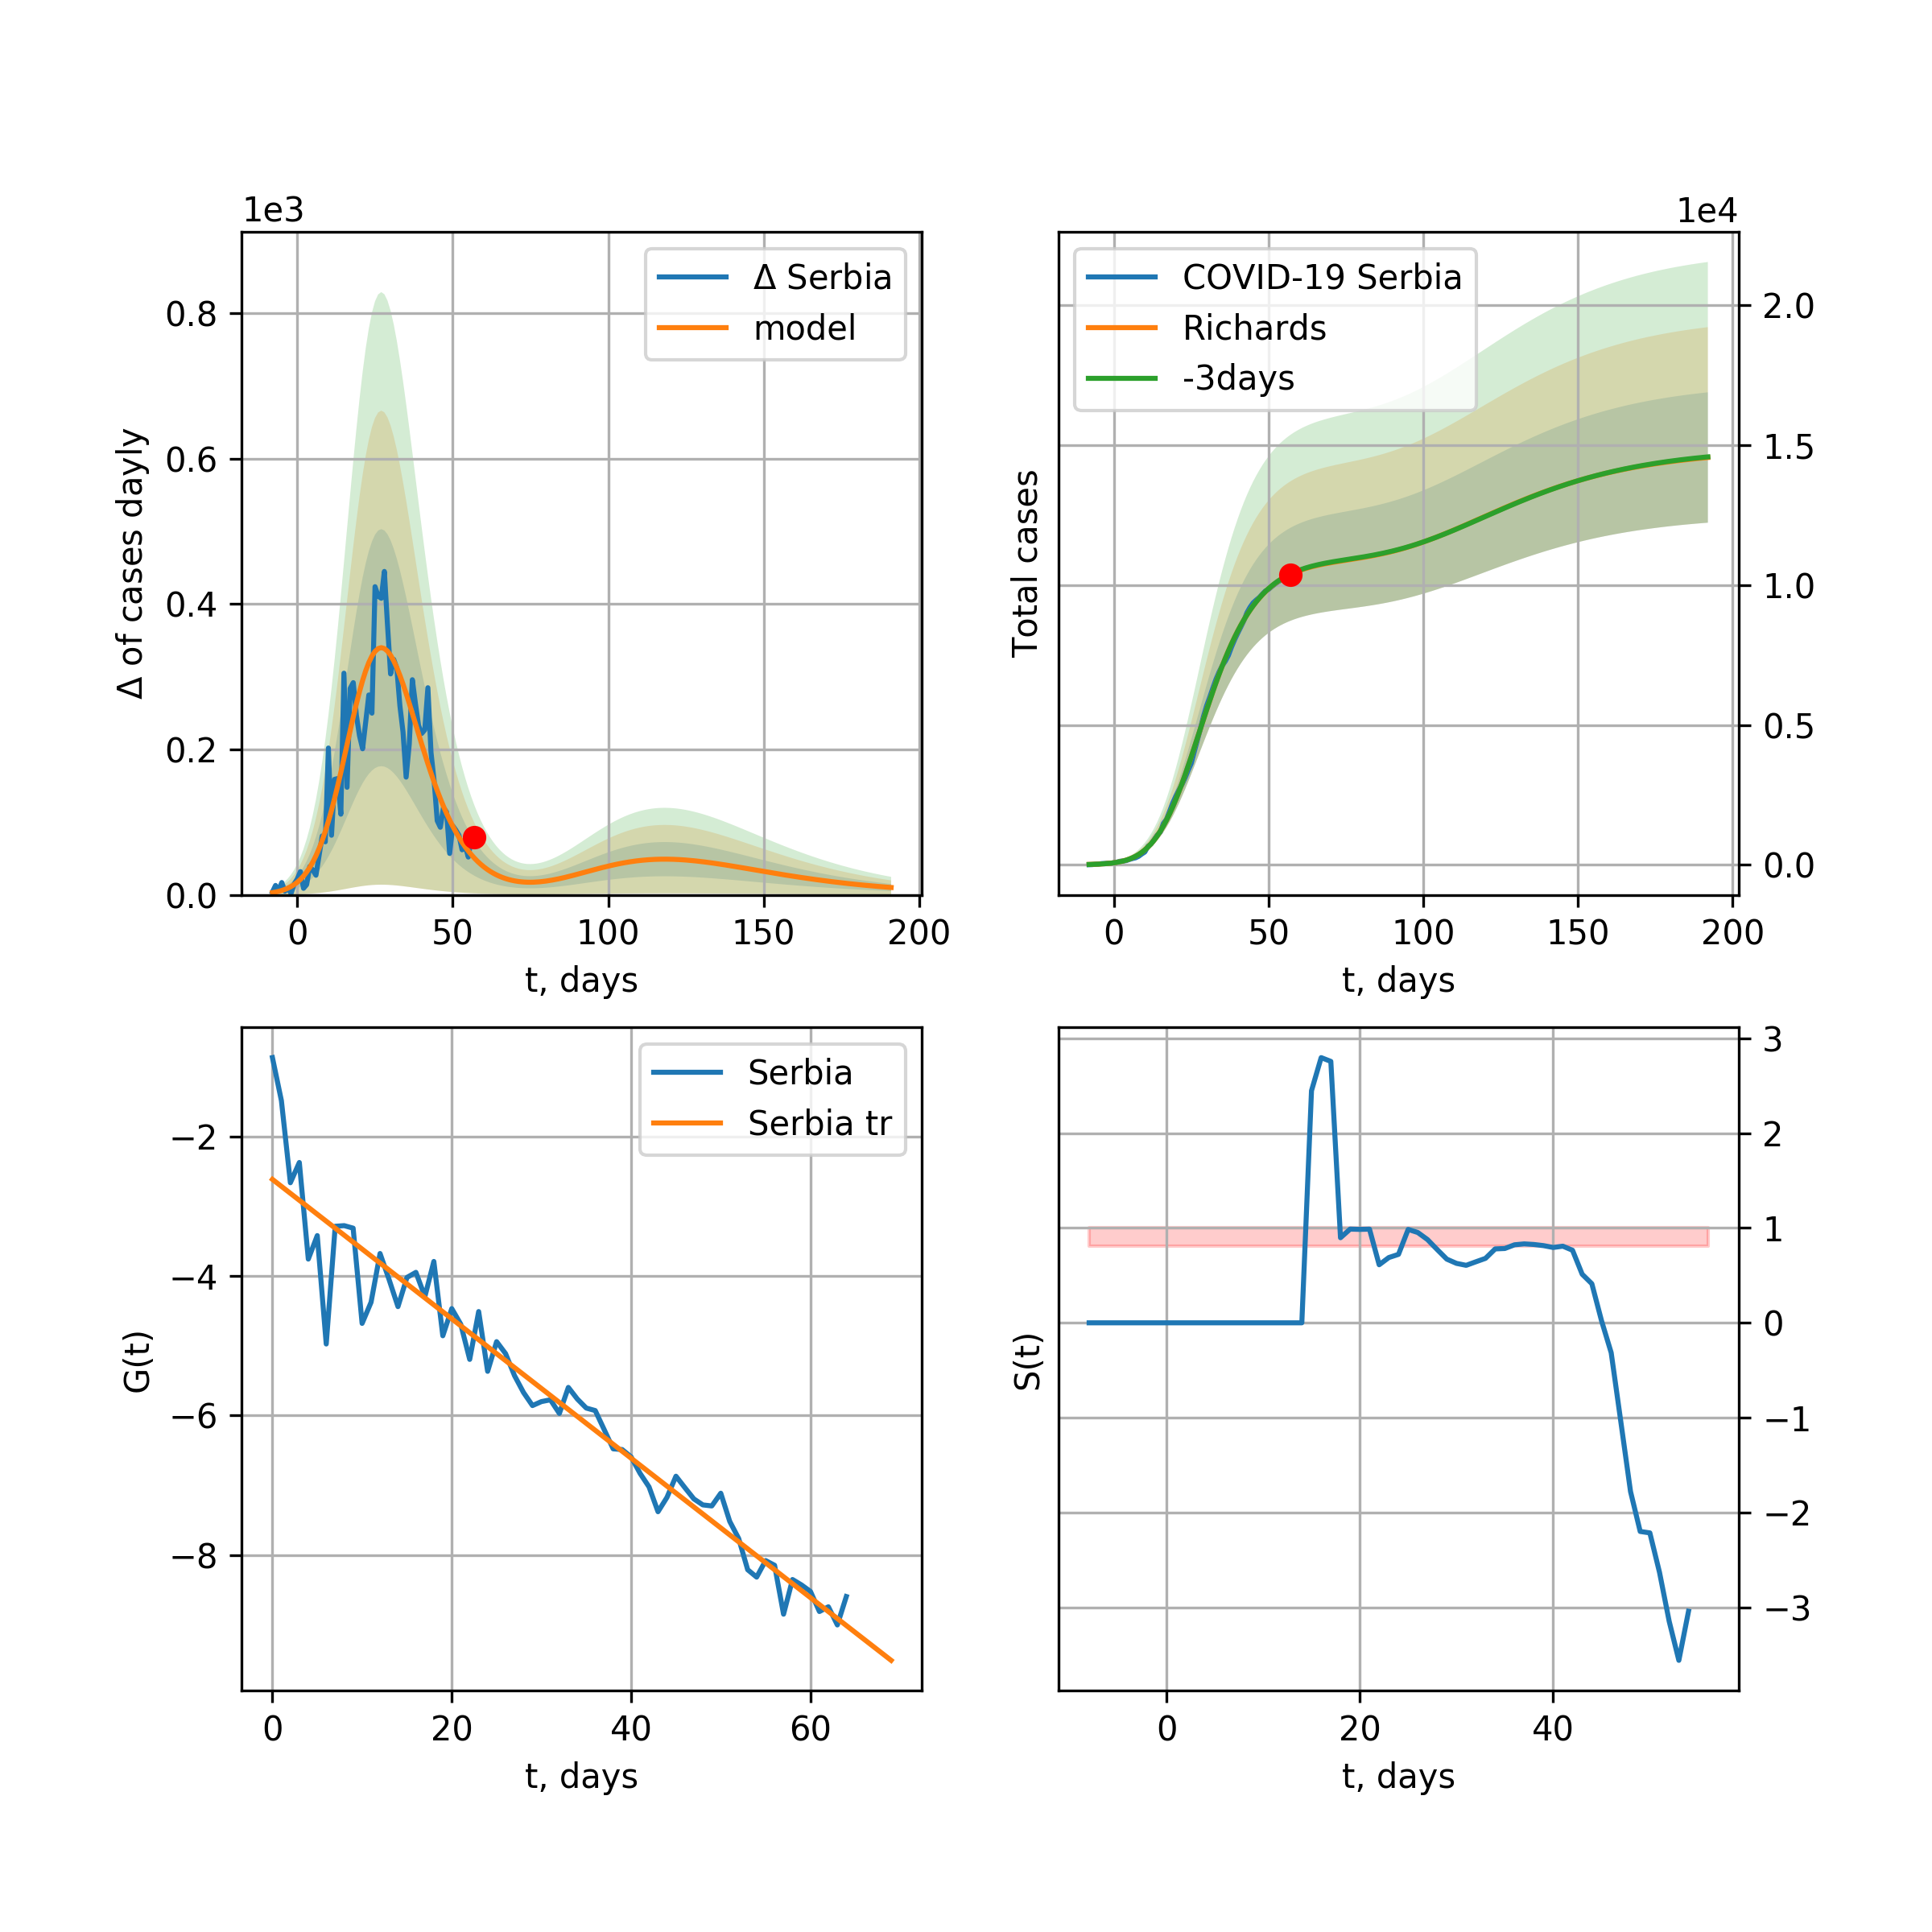 1e3
Δ Serbia
model
0.8
0.6
0.4
0.2
0.0
Δ of cases dayly
0 50 100 150 200
t, days
1e4
COVID-19 Serbia
Richards
-3days
2.0
1.5
1.0
0.5
0.0
Total cases
0 50 100 150 200
t, days
Serbia
Serbia tr
−2
−4
−6
−8
G(t)
0 20 40 60
t, days
3
2
1
0
−1
−2
−3
S(t)
0 20 40
t, days